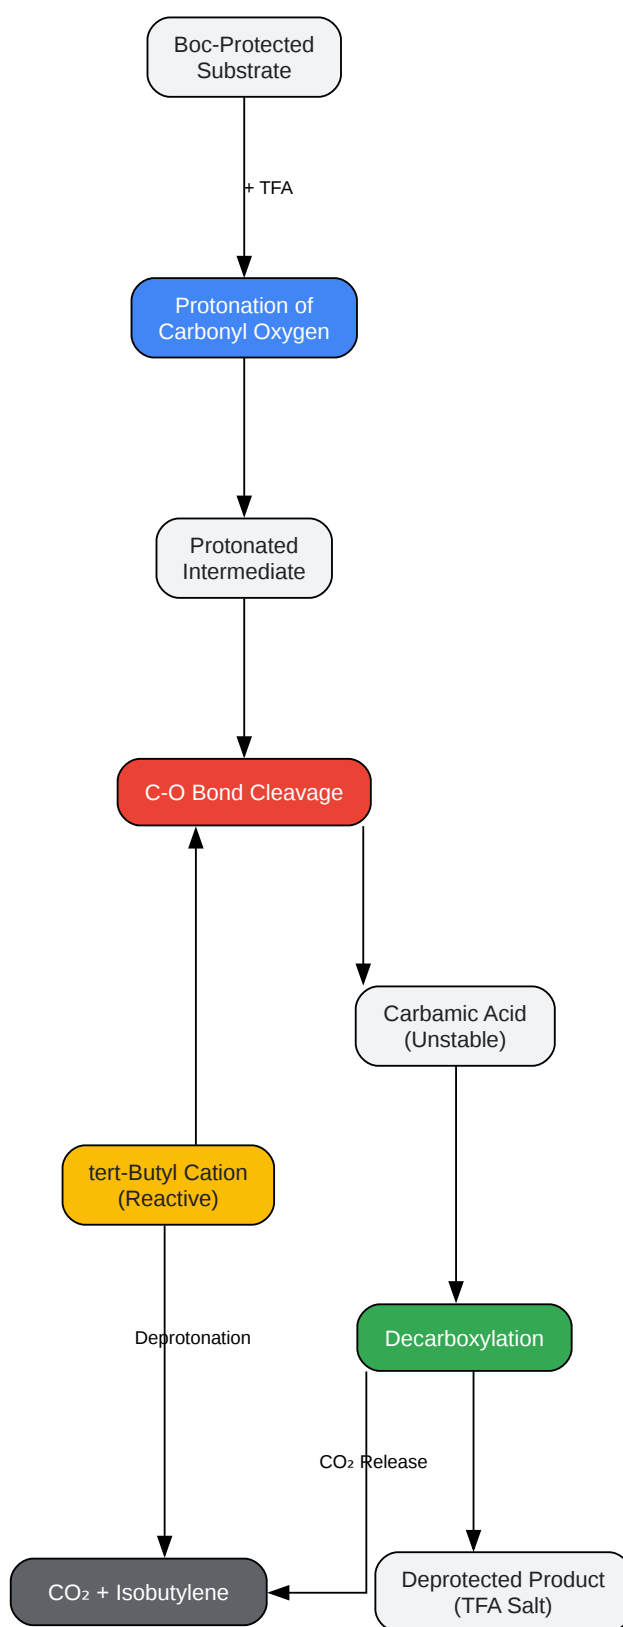 Boc-Protected
Substrate
+ TFA
Protonation of
Carbonyl Oxygen
Protonated
Intermediate
C-O Bond Cleavage
Carbamic Acid
(Unstable)
tert-Butyl Cation
(Reactive)
Deprotonation
Decarboxylation
CO₂ Release
CO₂ + Isobutylene
Deprotected Product
(TFA Salt)